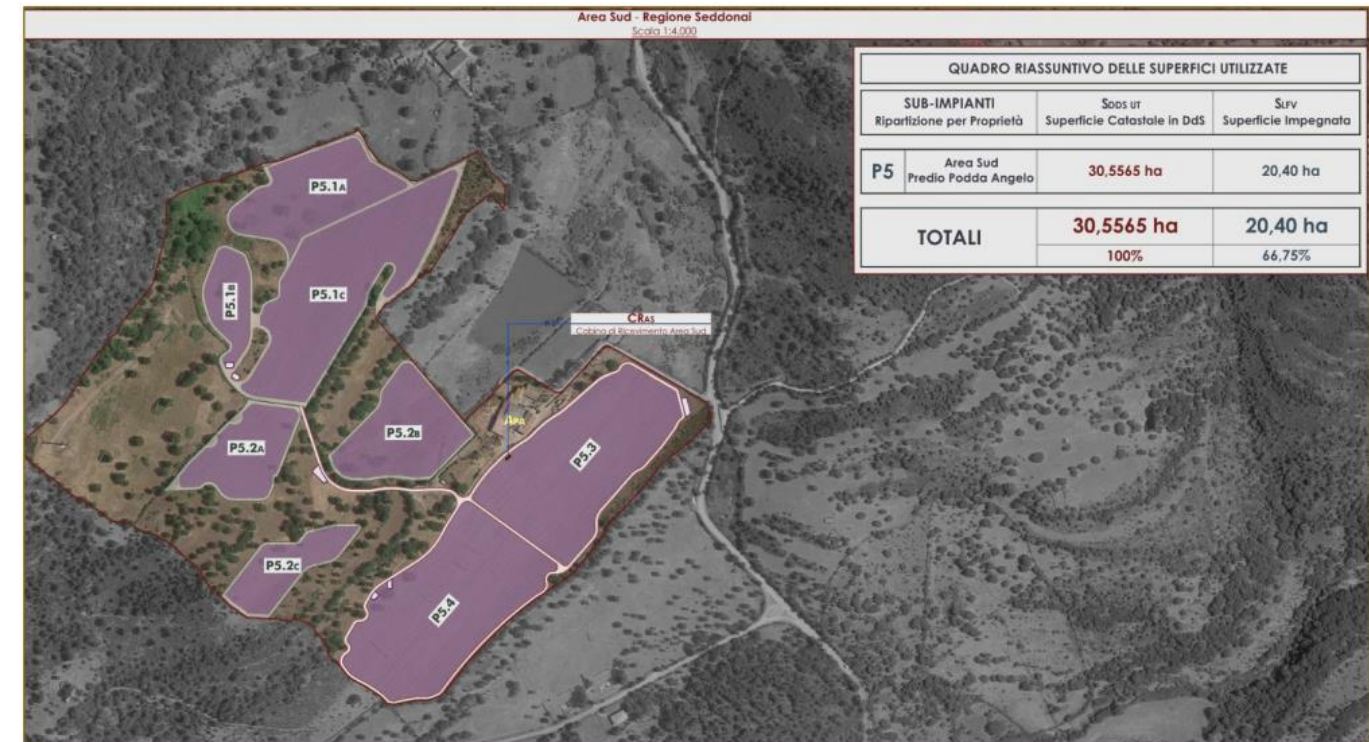 Area Sud - Regione Seddonai
Scala 1:4.000
QUADRO RIASSUNTIVO DELLE SUPERFICI UTILIZZATE
SUB-IMPIANTI
Ripartizione per Proprietà
SDDS UT
Superficie Catastale in DdS
SIFV
Superficie Impegnata
P5
Area Sud
Predio Podda Angelo
30,5565 ha
20,40 ha
TOTALI
30,5565 ha
20,40 ha
100%
66,75%
P5.1A
P5.1B
P5.1C
CRAS
Cabina di Ricevimento Area Sud
APA
P5.2A
P5.2B
P5.3
P5.2C
P5.4